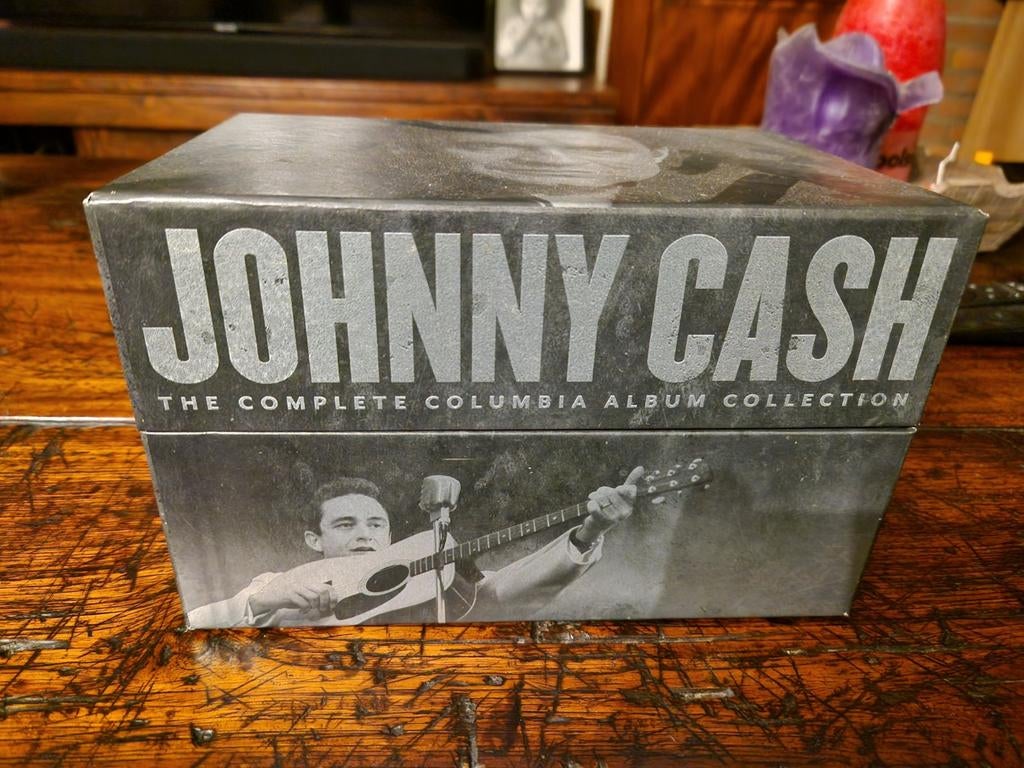 JOHNNY CASH
THE COMPLETE COLUMBIA ALBUM COLLECTION